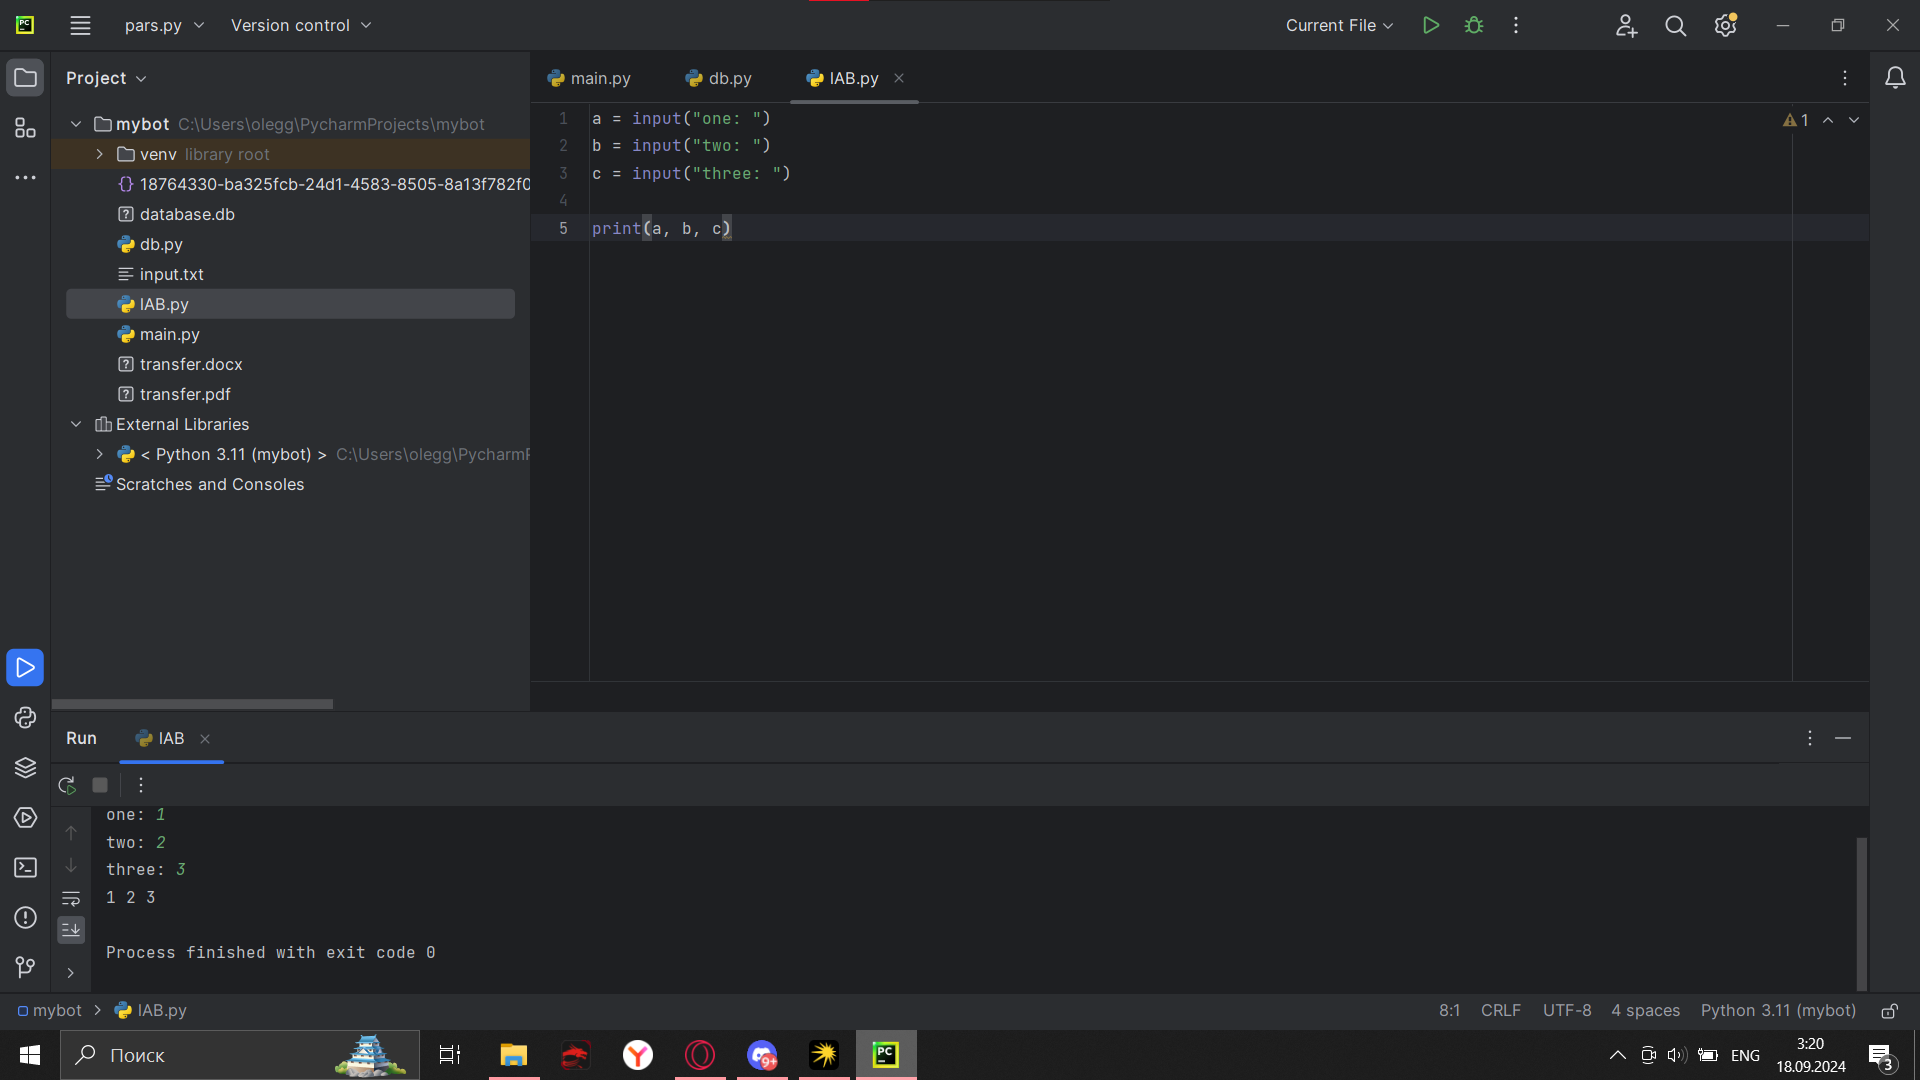 pars.py
Version control
Current File
Project
main.py
db.py
IAB.py
mybot C:\Users\olegg\PycharmProjects\mybot
venv library root
18764330-ba325fcb-24d1-4583-8505-8a13f782f0
database.db
db.py
input.txt
IAB.py
main.py
transfer.docx
transfer.pdf
External Libraries
< Python 3.11 (mybot) > C:\Users\olegg\PycharmP
Scratches and Consoles
1 a = input("one: ")
2 b = input("two: ")
3 c = input("three: ")
4
5 print(a, b, c)
1
Run
IAB
one: 1
two: 2
three: 3
1 2 3
Process finished with exit code 0
mybot > IAB.py
8:1 CRLF UTF-8 4 spaces Python 3.11 (mybot)
Поиск
9+
PC
ENG
3:20
18.09.2024
3